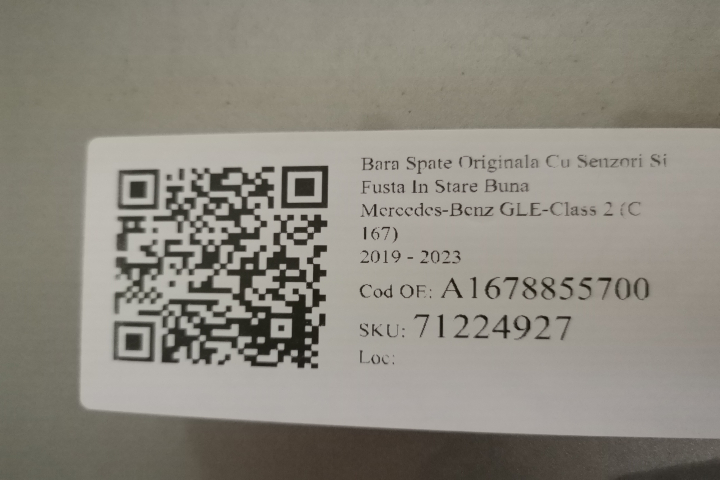 Bara Spate Originala Cu Senzori Si
Fusta In Stare Buna
Mercedes-Benz GLE-Class 2 (C
167)
2019 - 2023
Cod OE: A1678855700
SKU: 71224927
Loc: